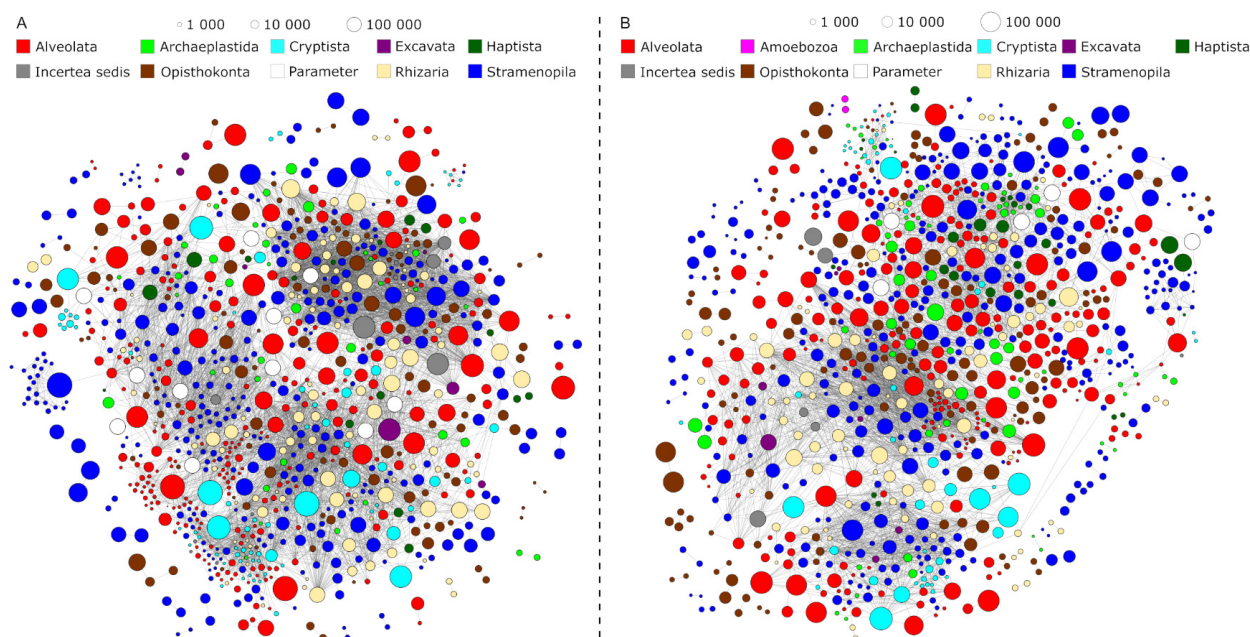 A
1 000 10 000 100 000
Alveolata Archaeplastida Cryptista Excavata Haptista
Incertea sedis Opisthokonta Parameter Rhizaria Stramenopila
B
1 000 10 000 100 000
Alveolata Amoebozoa Archaeplastida Cryptista Excavata Haptista
Incertea sedis Opisthokonta Parameter Rhizaria Stramenopila